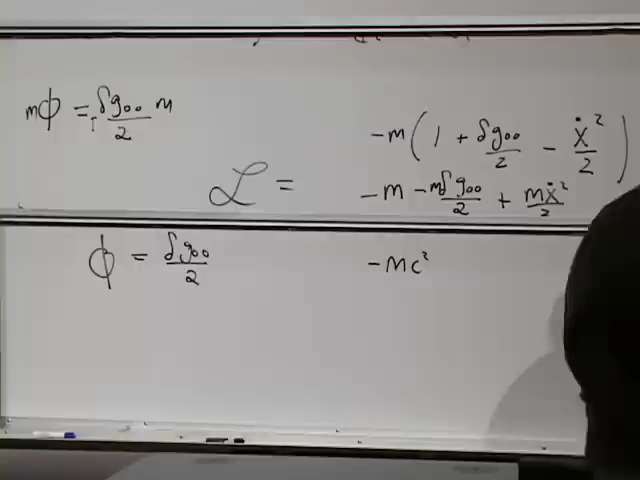 mϕ = δg₀₀/2 m
-m(1 + δg₀₀/2 - ẋ²/2)
ℒ = -m - mδg₀₀/2 + mẋ²/2
ϕ = δg₀₀/2
-mc²